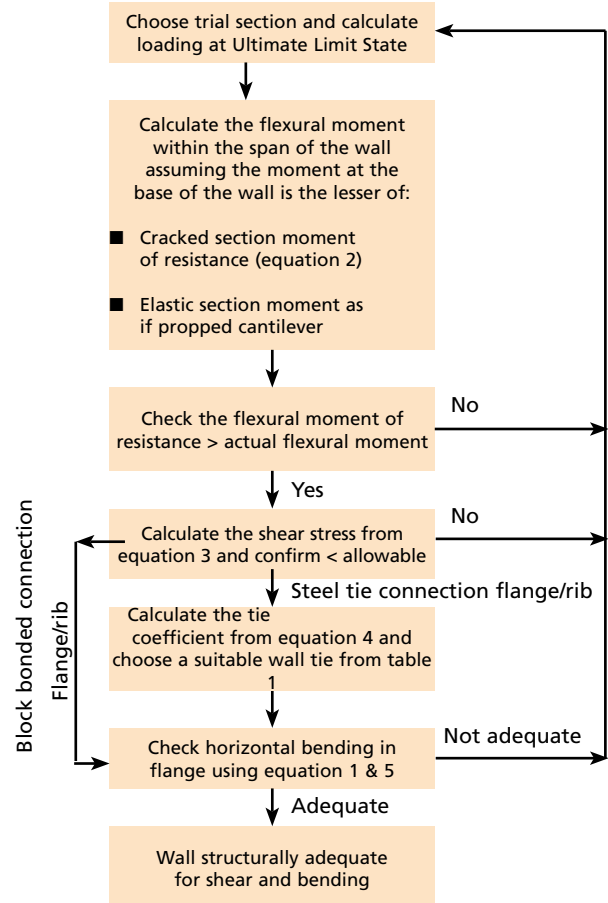 Choose trial section and calculate
loading at Ultimate Limit State
Calculate the flexural moment
within the span of the wall
assuming the moment at the
base of the wall is the lesser of:
■ Cracked section moment
of resistance (equation 2)
■ Elastic section moment as
if propped cantilever
Check the flexural moment of
resistance > actual flexural moment
No
Yes
Calculate the shear stress from
equation 3 and confirm < allowable
No
Steel tie connection flange/rib
Block bonded connection
Flange/rib
Calculate the tie
coefficient from equation 4 and
choose a suitable wall tie from table
1
Check horizontal bending in
flange using equation 1 & 5
Not adequate
Adequate
Wall structurally adequate
for shear and bending